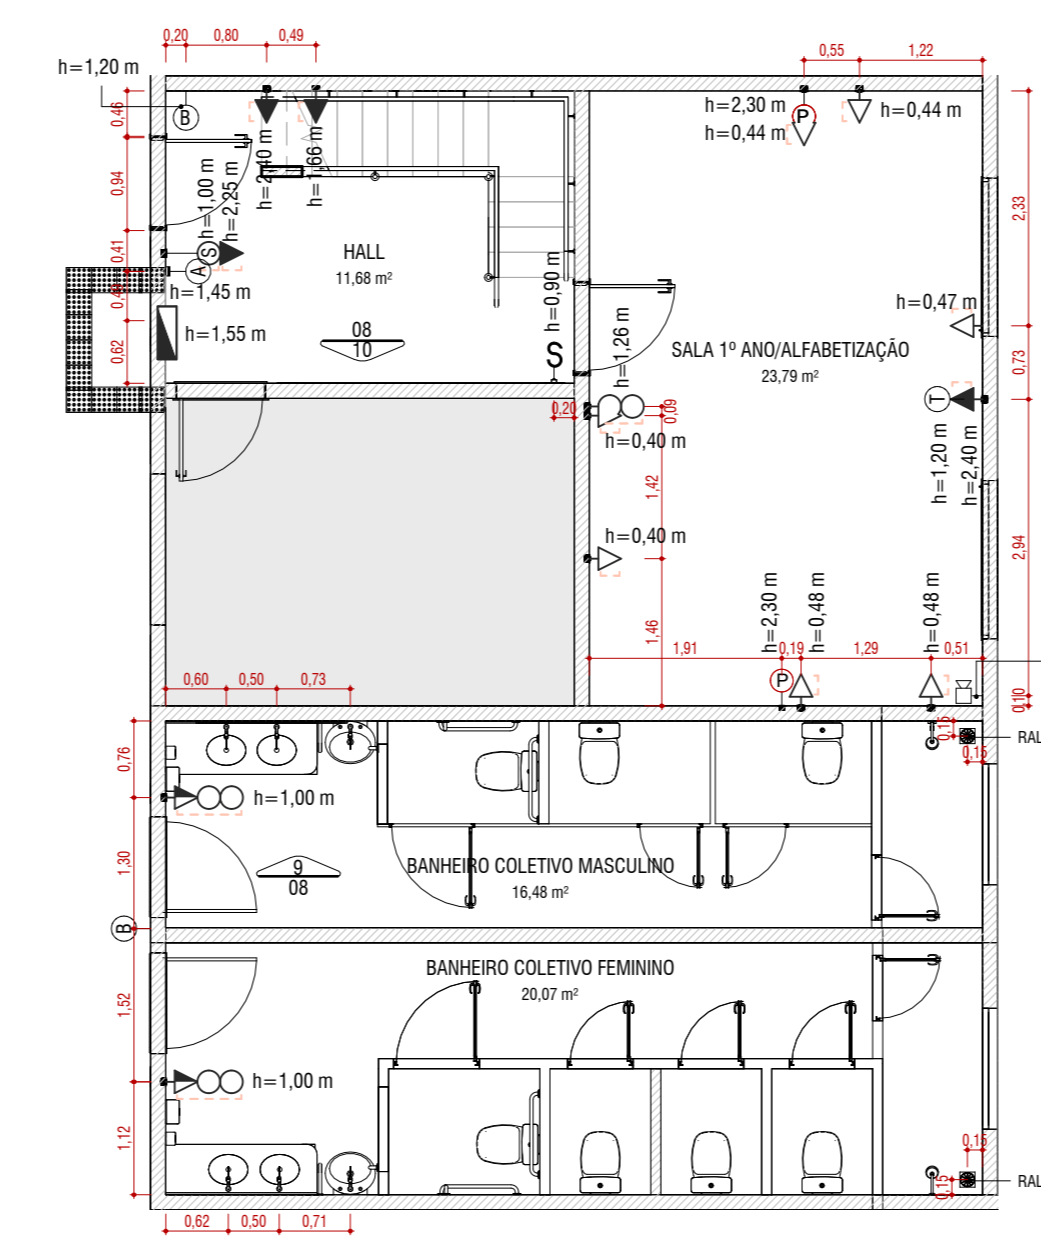 0,20
0,80
0,49
0,55
1,22
h=1,20 m
0,46
B
h=2,40 m
h=1,66 m
h=2,30 m
h=0,44 m
P
h=0,44 m
0,94
h=1,00 m
h=2,25 m
2,33
0,41
S
A
HALL
11,68 m²
h=1,45 m
h=0,90 m
h=0,47 m
h=1,55 m
0,62
08
10
S
h=1,26 m
SALA 1º ANO/ALFABETIZAÇÃO
23,79 m²
0,73
0,20
0,09
T
h=0,40 m
h=1,20 m
h=2,40 m
1,42
h=0,40 m
2,94
h=2,30 m
h=0,48 m
h=0,48 m
1,46
1,91
0,19
1,29
0,51
P
0,60
0,50
0,73
0,10
0,76
0,15
RAL
0,15
h=1,00 m
1,30
9
08
BANHEIRO COLETIVO MASCULINO
16,48 m²
B
BANHEIRO COLETIVO FEMININO
20,07 m²
1,52
h=1,00 m
1,12
0,15
0,15
RAL
0,62
0,50
0,71